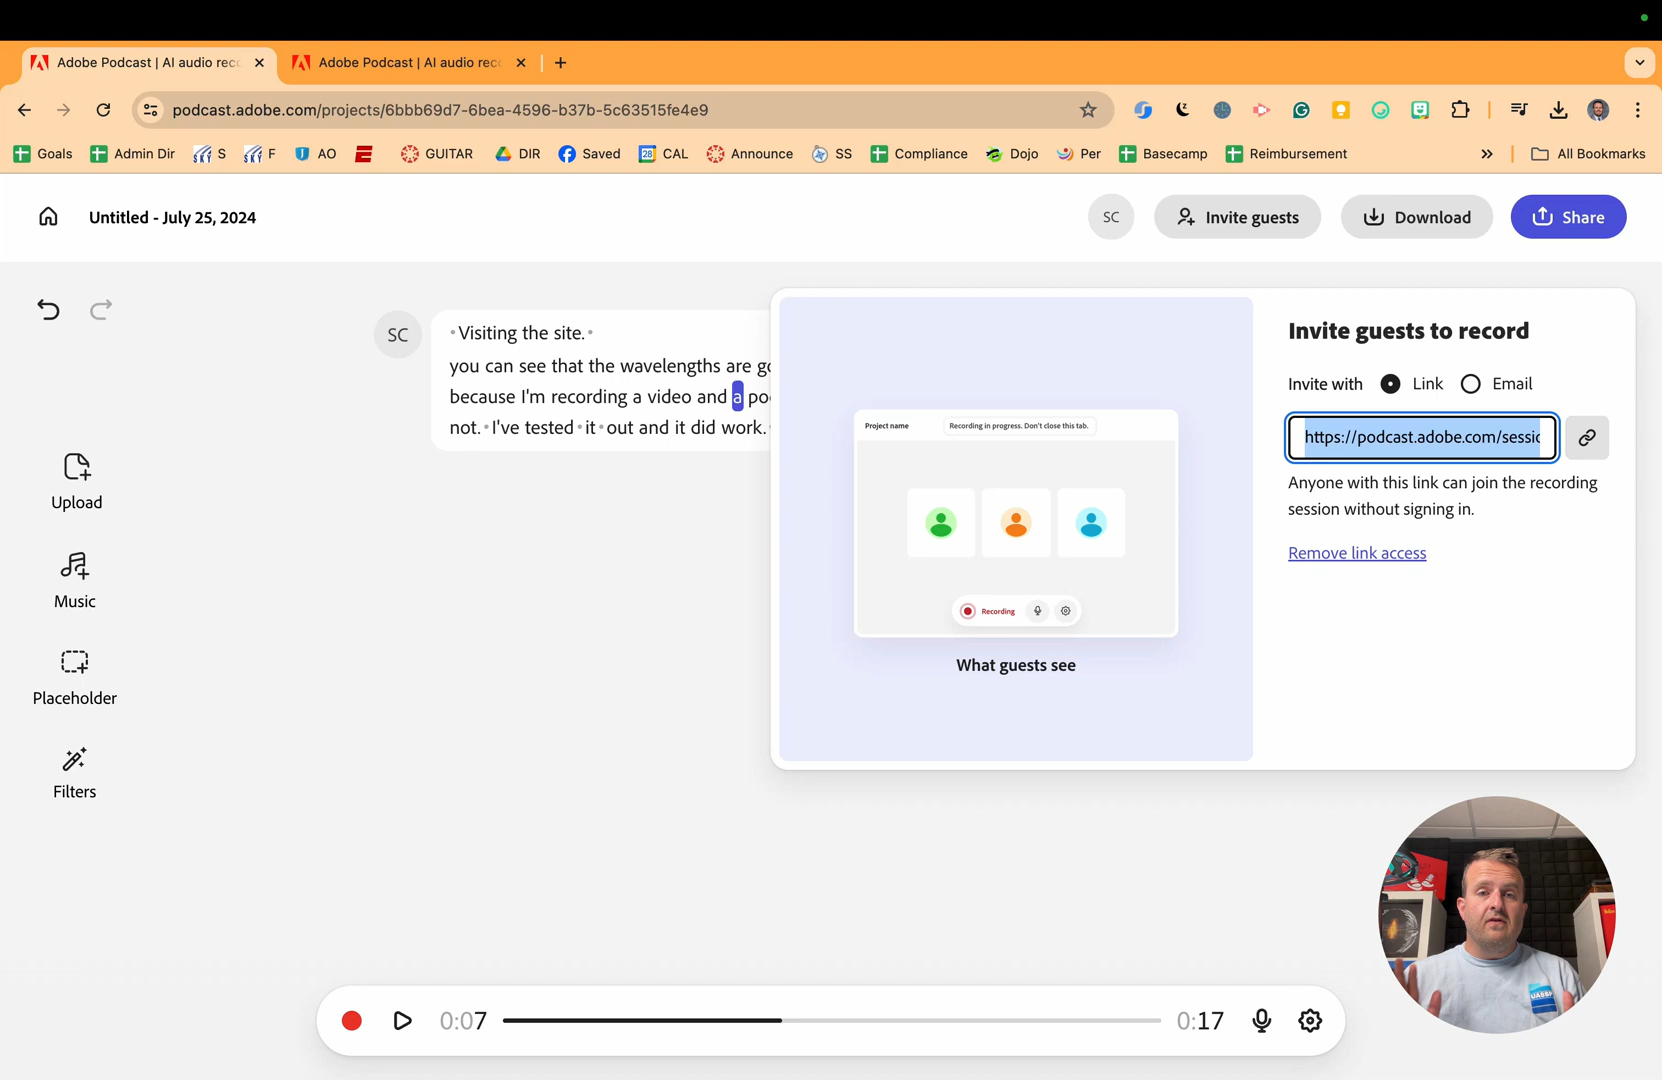 Adobe Podcast | AI audio rec
Adobe Podcast | AI audio rec
podcast.adobe.com/projects/6bbb69d7-6bea-4596-b37b-5c63515fe4e9
Goals
Admin Dir
S
F
AO
GUITAR
DIR
Saved
28
CAL
Announce
SS
Compliance
Dojo
Per
Basecamp
Reimbursement
All Bookmarks
Untitled - July 25, 2024
SC
Invite guests
Download
Share
SC
Visiting the site.
you can see that the wavelengths are go
because I'm recording a video and a po
not. I've tested it out and it did work.
Upload
Music
Placeholder
Filters
Project name
Recording in progress. Don't close this tab.
Recording
What guests see
Invite guests to record
Invite with
Link
Email
https://podcast.adobe.com/sessio
Anyone with this link can join the recording
session without signing in.
Remove link access
0:07
0:17